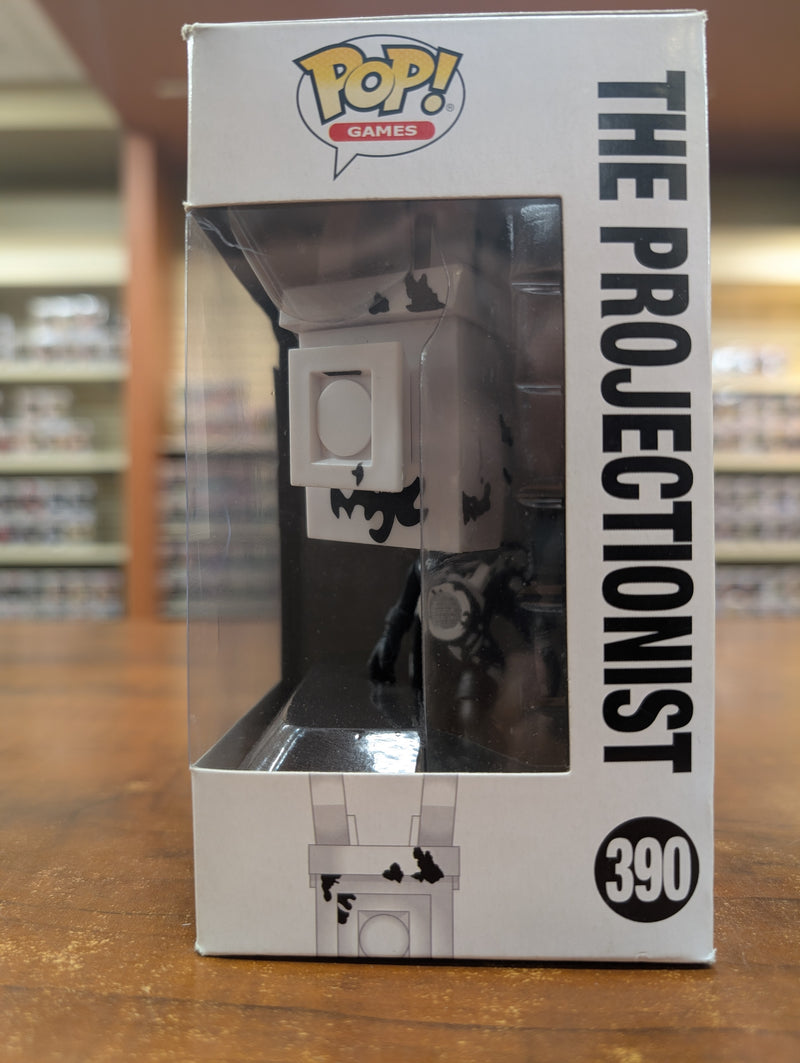 POP!
®
GAMES
THE PROJECTIONIST
390